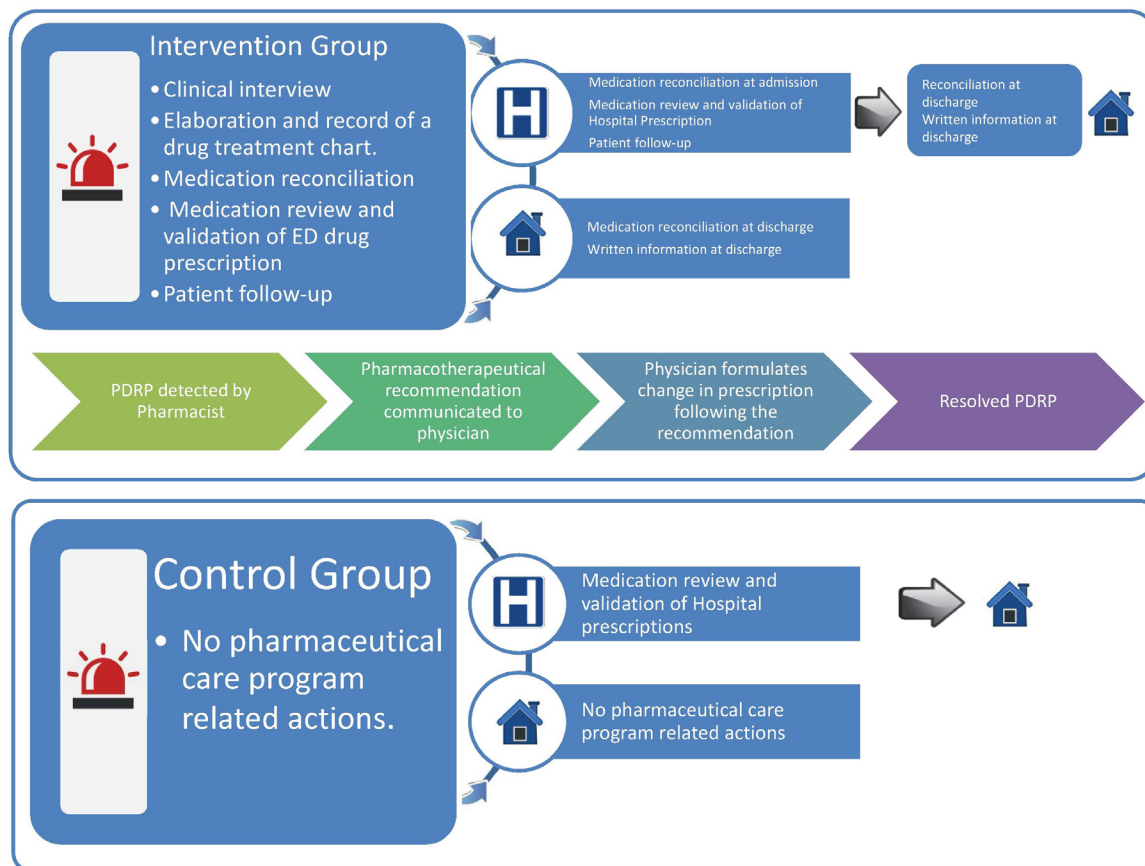 Intervention Group
• Clinical interview
• Elaboration and record of a
drug treatment chart.
• Medication reconciliation
• Medication review and
validation of ED drug
prescription
• Patient follow-up
H
Medication reconciliation at admission
Medication review and validation of
Hospital Prescription
Patient follow-up
Reconciliation at
discharge
Written information at
discharge
Medication reconciliation at discharge
Written information at discharge
PDRP detected by
Pharmacist
Pharmacotherapeutical
recommendation
communicated to
physician
Physician formulates
change in prescription
following the
recommendation
Resolved PDRP
Control Group
• No pharmaceutical
care program
related actions.
H
Medication review and
validation of Hospital
prescriptions
No pharmaceutical care
program related actions